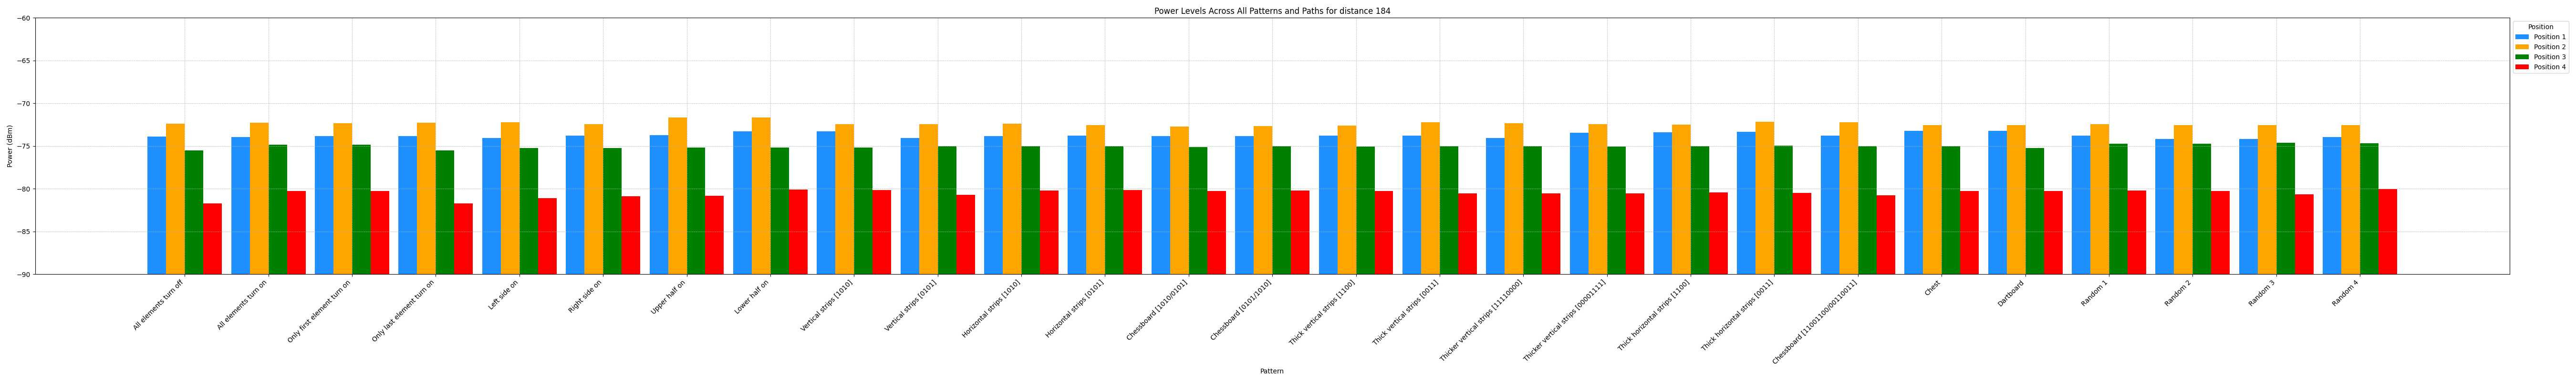 Power Levels Across All Patterns and Paths for distance 184
Position
Position 1
Position 2
Position 3
Position 4
Power (dBm)
−60
−65
−70
−75
−80
−85
−90
All elements turn off
All elements turn on
Only first element turn on
Only last element turn on
Left side on
Right side on
Upper half on
Lower half on
Vertical strips [1010]
Vertical strips [0101]
Horizontal strips [1010]
Horizontal strips [0101]
Chessboard [1010/0101]
Chessboard [0101/1010]
Thick vertical strips [1100]
Thick vertical strips [0011]
Thicker vertical strips [11110000]
Thicker vertical strips [00001111]
Thick horizontal strips [1100]
Thick horizontal strips [0011]
Chessboard [11001100/00110011]
Chest
Dartboard
Random 1
Random 2
Random 3
Random 4
Pattern